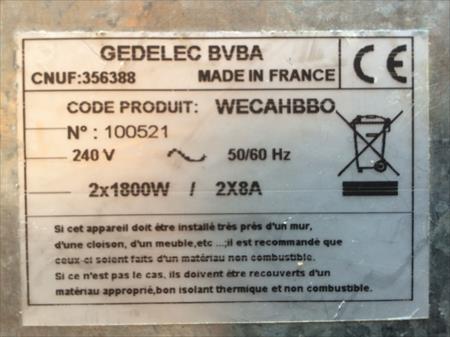 GEDELEC BVBA
CNUF:356388 MADE IN FRANCE
CE
CODE PRODUIT: WECAHBBO
N° : 100521
240 V 50/60 Hz
2x1800W / 2X8A
Si cet appareil doit être installé très près d'un mur,
d'une cloison, d'un meuble,etc ...;il est recommandé que
ceux-ci soient faits d'un matériau non combustible.
Si ce n'est pas le cas, ils doivent être recouverts d'un
matériau approprié,bon isolant thermique et non combustible.